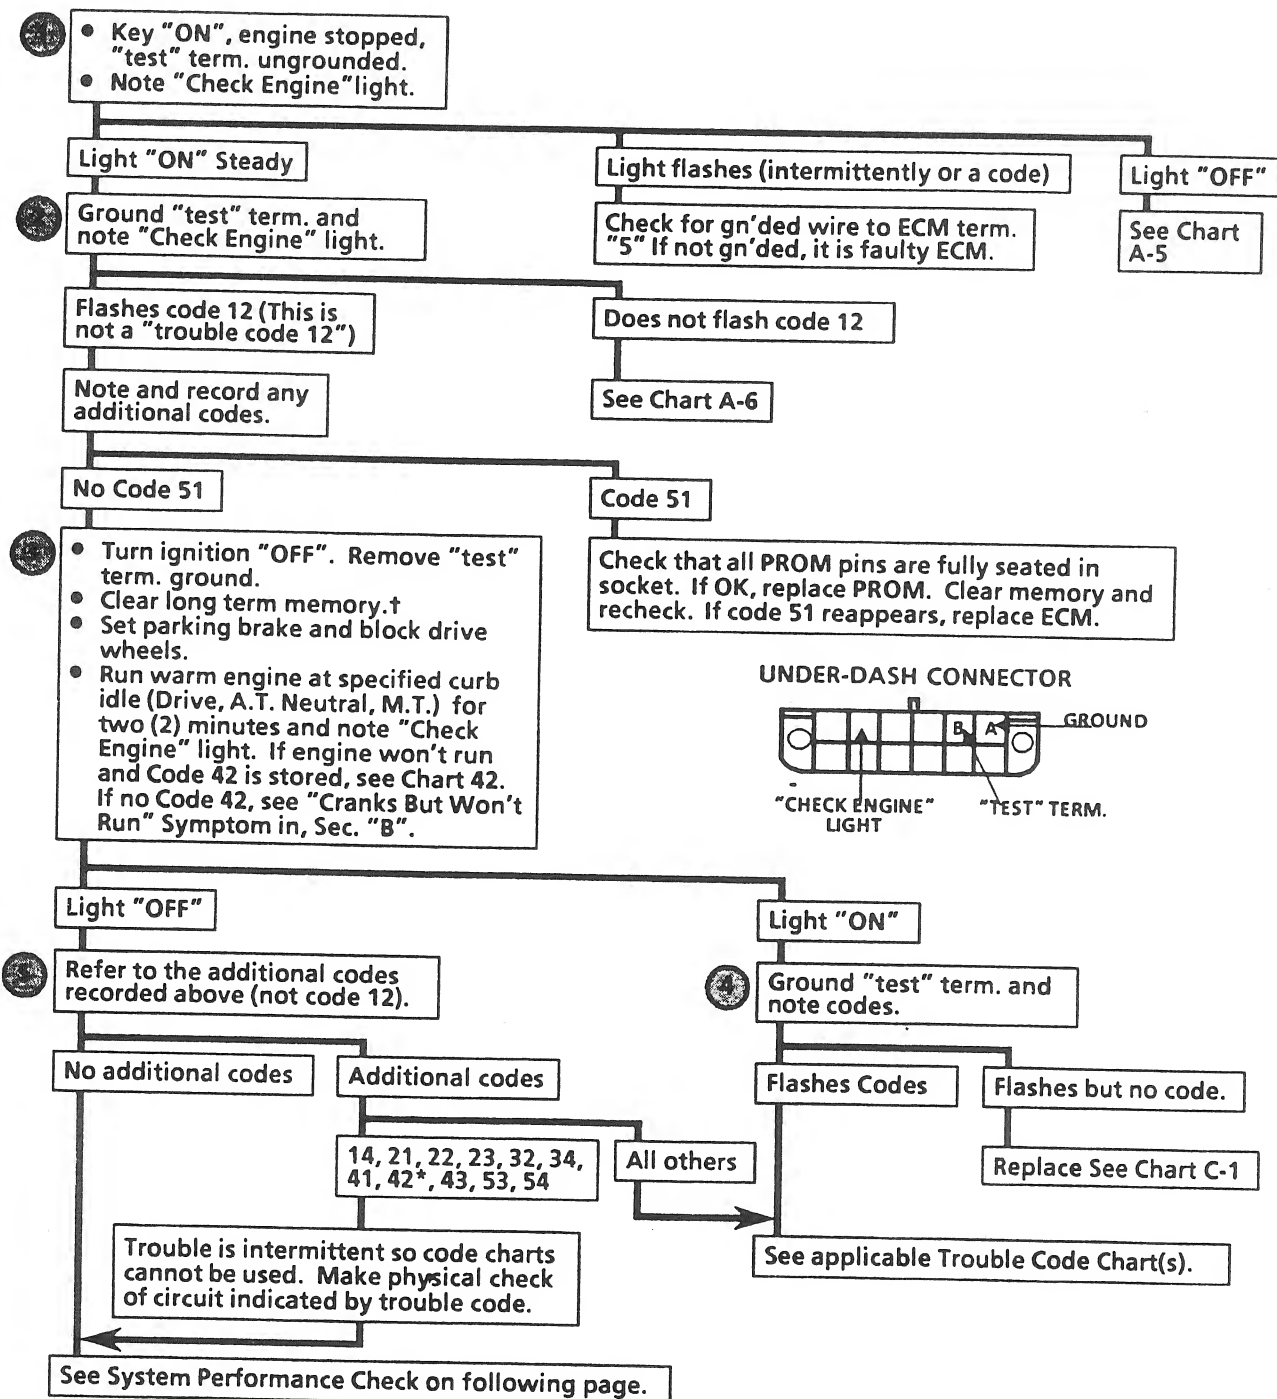 • Key "ON", engine stopped,
"test" term. ungrounded.
• Note "Check Engine" light.
Light "ON" Steady
Light flashes (intermittently or a code)
Light "OFF"
2
Ground "test" term. and
note "Check Engine" light.
Check for gn'ded wire to ECM term.
"5" If not gn'ded, it is faulty ECM.
See Chart
A-5
Flashes code 12 (This is
not a "trouble code 12")
Does not flash code 12
Note and record any
additional codes.
See Chart A-6
No Code 51
Code 51
• Turn ignition "OFF". Remove "test"
term. ground.
• Clear long term memory.†
• Set parking brake and block drive
wheels.
• Run warm engine at specified curb
idle (Drive, A.T. Neutral, M.T.) for
two (2) minutes and note "Check
Engine" light. If engine won't run
and Code 42 is stored, see Chart 42.
If no Code 42, see "Cranks But Won't
Run" Symptom in, Sec. "B".
Check that all PROM pins are fully seated in
socket. If OK, replace PROM. Clear memory and
recheck. If code 51 reappears, replace ECM.
UNDER-DASH CONNECTOR
B A
GROUND
"CHECK ENGINE"
LIGHT
"TEST" TERM.
Light "OFF"
Light "ON"
Refer to the additional codes
recorded above (not code 12).
4
Ground "test" term. and
note codes.
No additional codes
Additional codes
Flashes Codes
Flashes but no code.
14, 21, 22, 23, 32, 34,
41, 42*, 43, 53, 54
All others
Replace See Chart C-1
Trouble is intermittent so code charts
cannot be used. Make physical check
of circuit indicated by trouble code.
See applicable Trouble Code Chart(s).
See System Performance Check on following page.